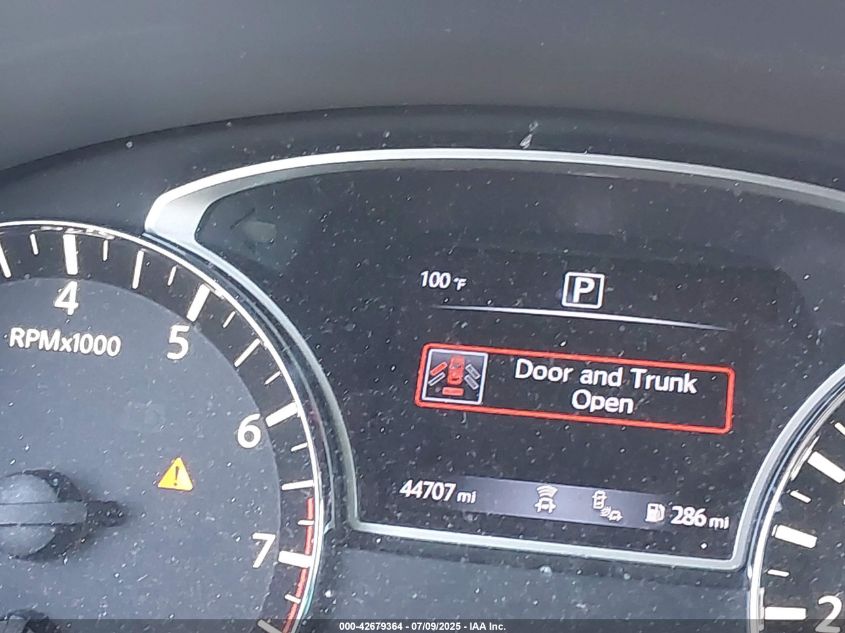 100 °F
P
4
RPMx1000
5
Door and Trunk
Open
6
44707 mi
286 mi
7
2
000-42679364 - 07/09/2025 - IAA Inc.